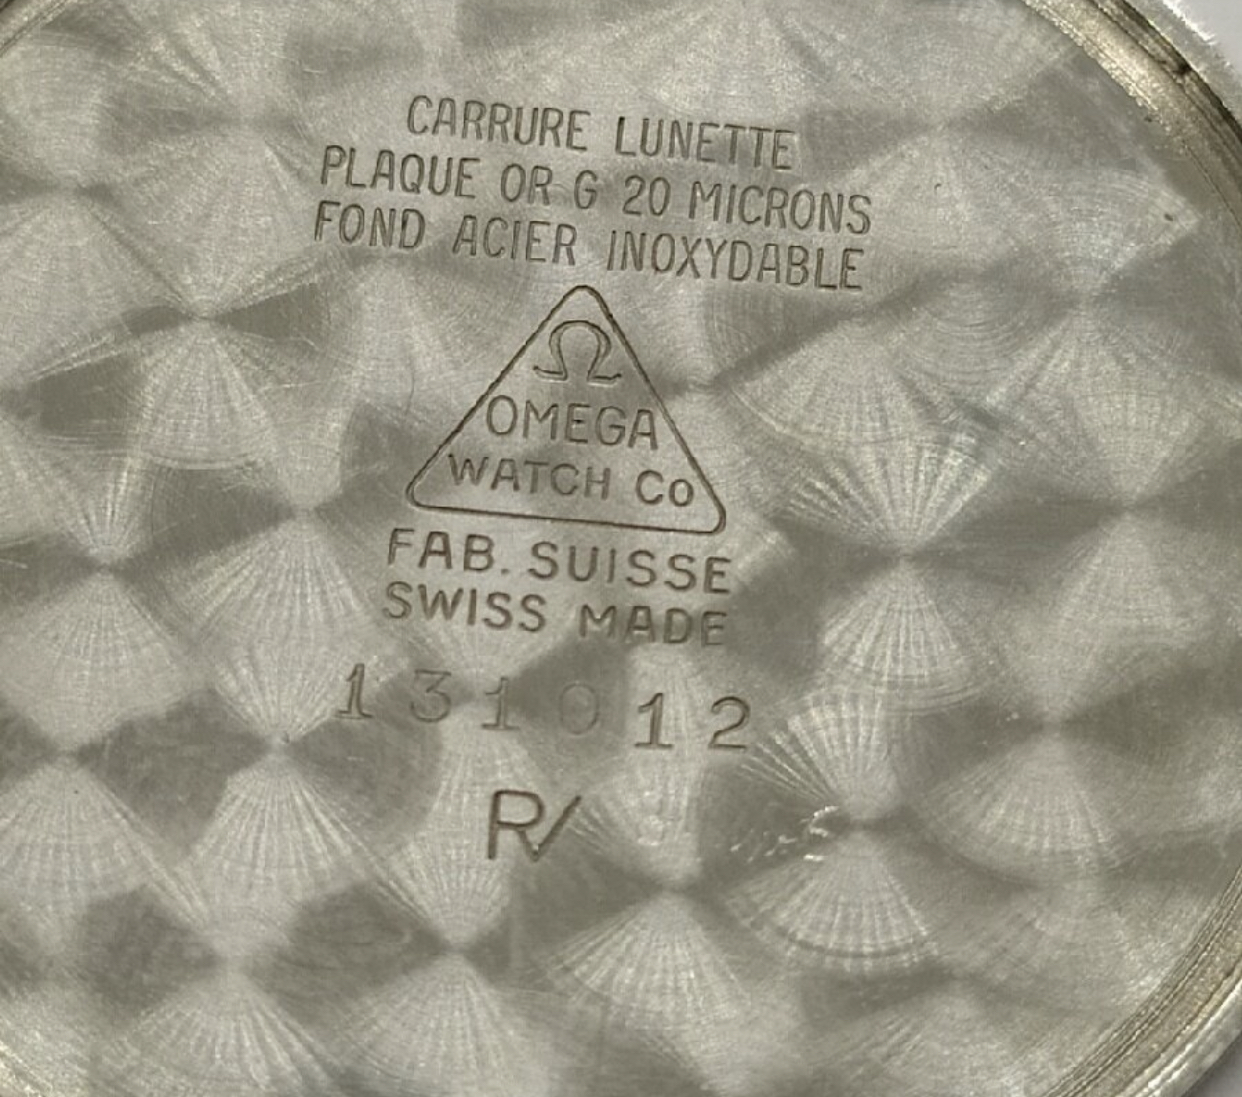 CARRURE LUNETTE
PLAQUE OR G 20 MICRONS
FOND ACIER INOXYDABLE
Ω
OMEGA
WATCH Co
FAB. SUISSE
SWISS MADE
131012
R/